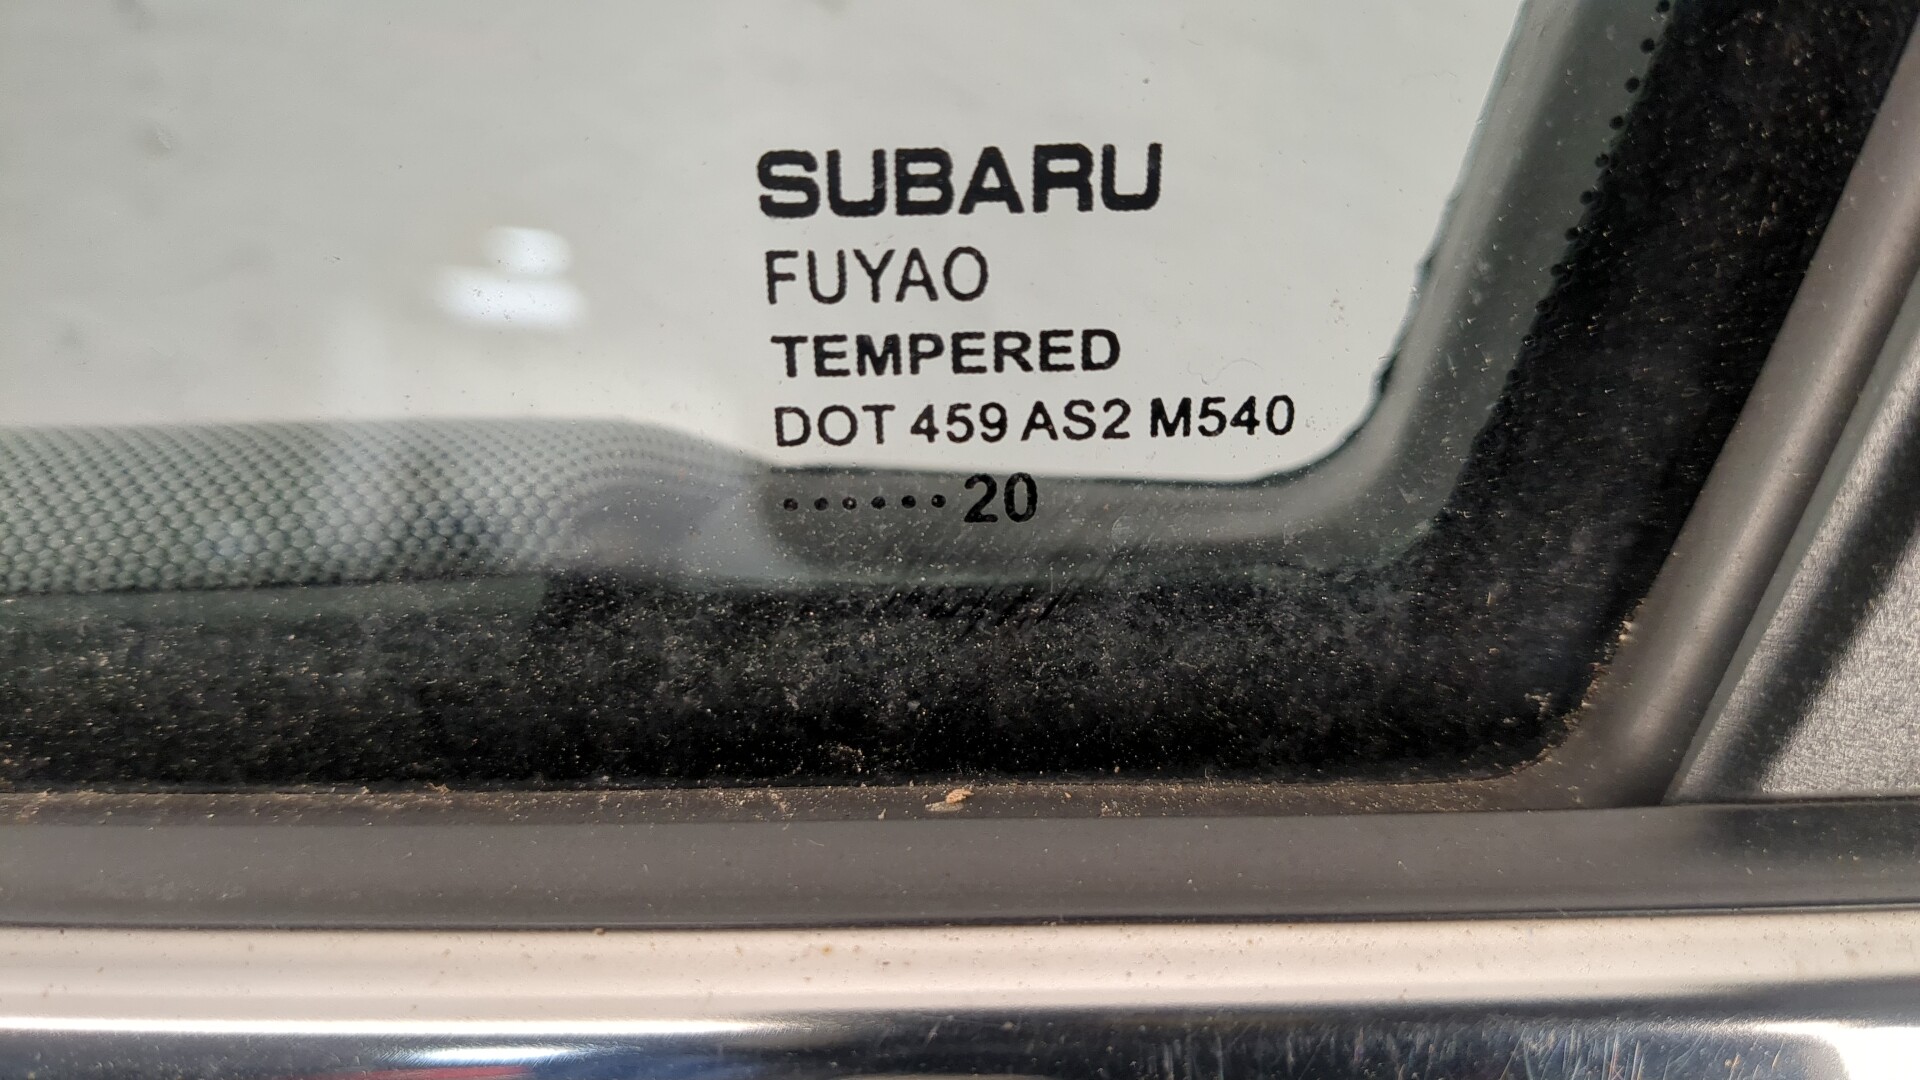 SUBARU
FUYAO
TEMPERED
DOT 459 AS2 M540
......20